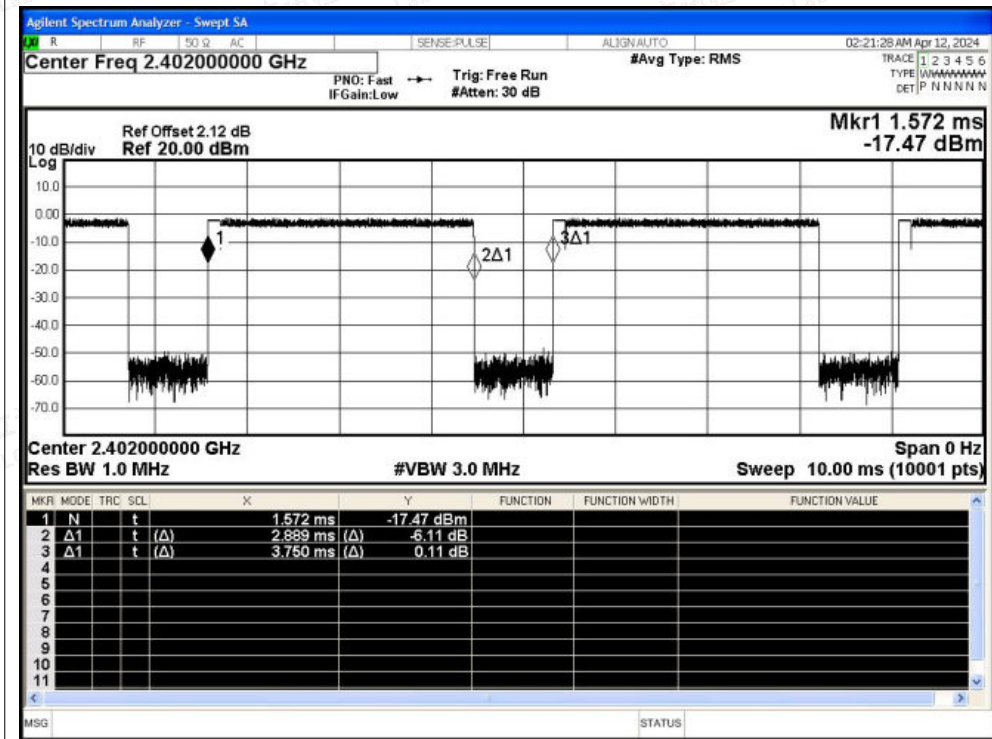 Agilent Spectrum Analyzer - Swept SA
LXI R RF 50 Ω AC SENSE:PULSE ALIGNAUTO 02:21:28 AM Apr 12, 2024
Center Freq 2.402000000 GHz
PNO: Fast Trig: Free Run #Avg Type: RMS TRACE 1 2 3 4 5 6
IFGain:Low #Atten: 30 dB TYPE
DET P N N N N N
Mkr1 1.572 ms
-17.47 dBm
Ref Offset 2.12 dB
10 dB/div Ref 20.00 dBm
Log
10.0
0.00
-10.0
-20.0
-30.0
-40.0
-50.0
-60.0
-70.0
1
2Δ1
3Δ1
Center 2.402000000 GHz Span 0 Hz
Res BW 1.0 MHz #VBW 3.0 MHz Sweep 10.00 ms (10001 pts)
MKR MODE TRC SCL X Y FUNCTION FUNCTION WIDTH FUNCTION VALUE
1 N t 1.572 ms -17.47 dBm
2 Δ1 t (Δ) 2.889 ms (Δ) -6.11 dB
3 Δ1 t (Δ) 3.750 ms (Δ) 0.11 dB
4
5
6
7
8
9
10
11
MSG STATUS